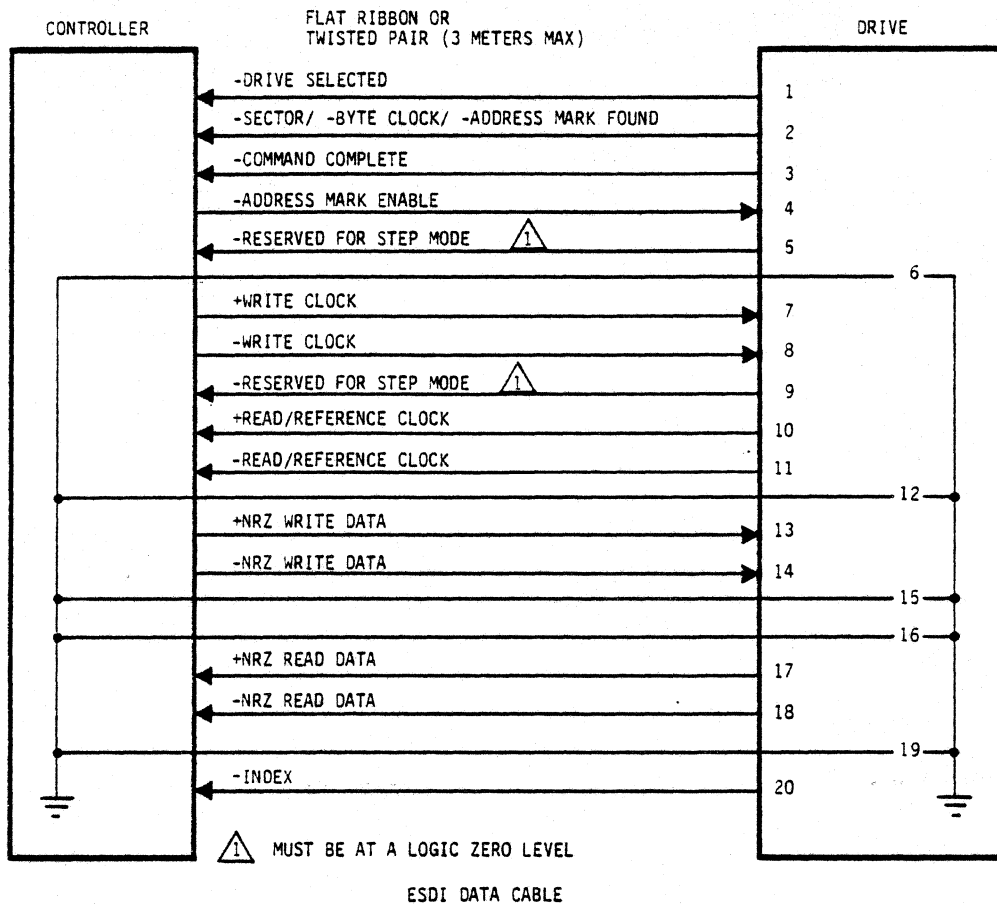 CONTROLLER
FLAT RIBBON OR
TWISTED PAIR (3 METERS MAX)
DRIVE
-DRIVE SELECTED 1
-SECTOR/ -BYTE CLOCK/ -ADDRESS MARK FOUND 2
-COMMAND COMPLETE 3
-ADDRESS MARK ENABLE 4
-RESERVED FOR STEP MODE 1 5
6
+WRITE CLOCK 7
-WRITE CLOCK 8
-RESERVED FOR STEP MODE 1 9
+READ/REFERENCE CLOCK 10
-READ/REFERENCE CLOCK 11
12
+NRZ WRITE DATA 13
-NRZ WRITE DATA 14
15
16
+NRZ READ DATA 17
-NRZ READ DATA 18
19
-INDEX 20
1 MUST BE AT A LOGIC ZERO LEVEL
ESDI DATA CABLE